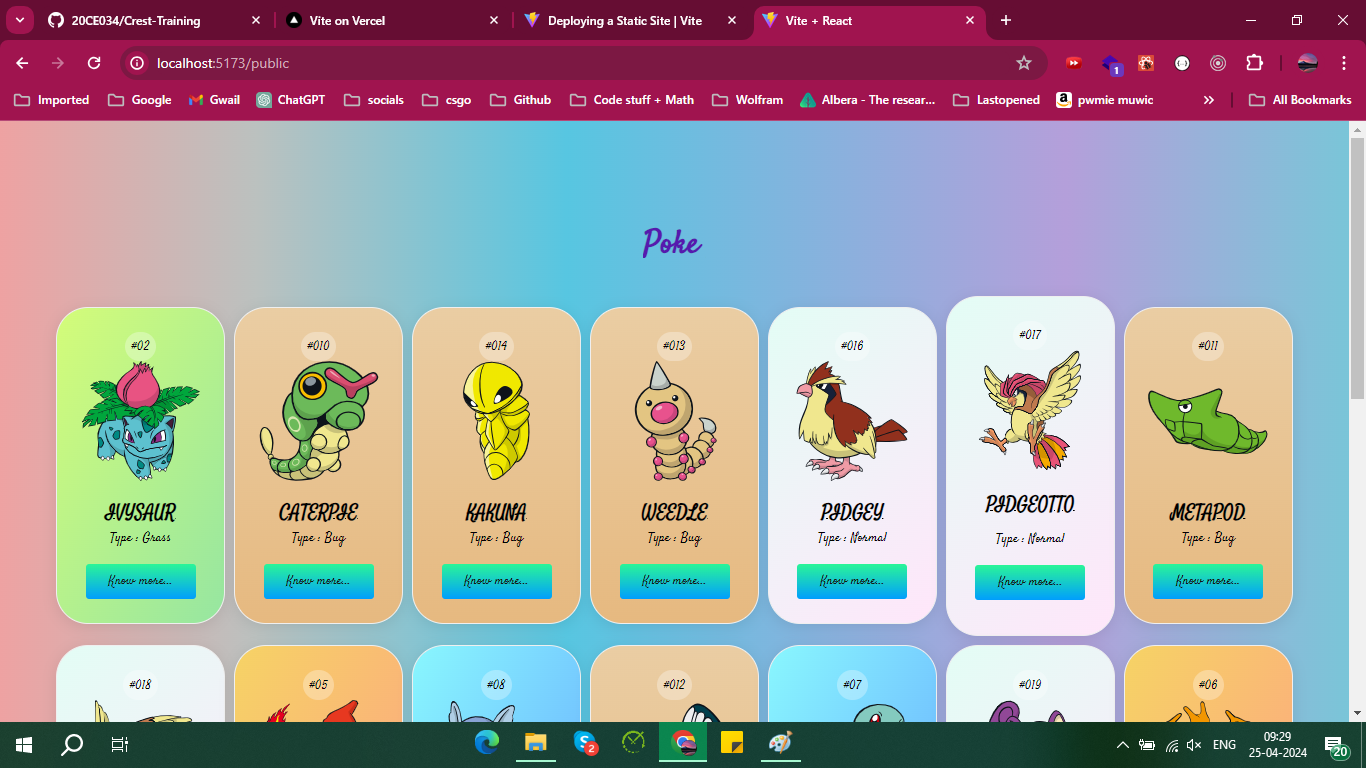 20CE034/Crest-Training
Vite on Vercel
Deploying a Static Site | Vite
Vite + React
localhost:5173/public
1
Imported
Google
Gwail
ChatGPT
socials
csgo
Github
Code stuff + Math
Wolfram
Albera - The resear...
Lastopened
pwmie muwic
All Bookmarks
Poke
#02
#010
#014
#013
#016
#017
#011
IVYSAUR
CATERPIE
KAKUNA
WEEDLE
PIDGEY
PIDGEOTTO
METAPOD
Type : Grass
Type : Bug
Type : Bug
Type : Bug
Type : Normal
Type : Normal
Type : Bug
Know more...
Know more...
Know more...
Know more...
Know more...
Know more...
Know more...
#018
#05
#08
#012
#07
#019
#06
2
ENG
09:29
25-04-2024
20